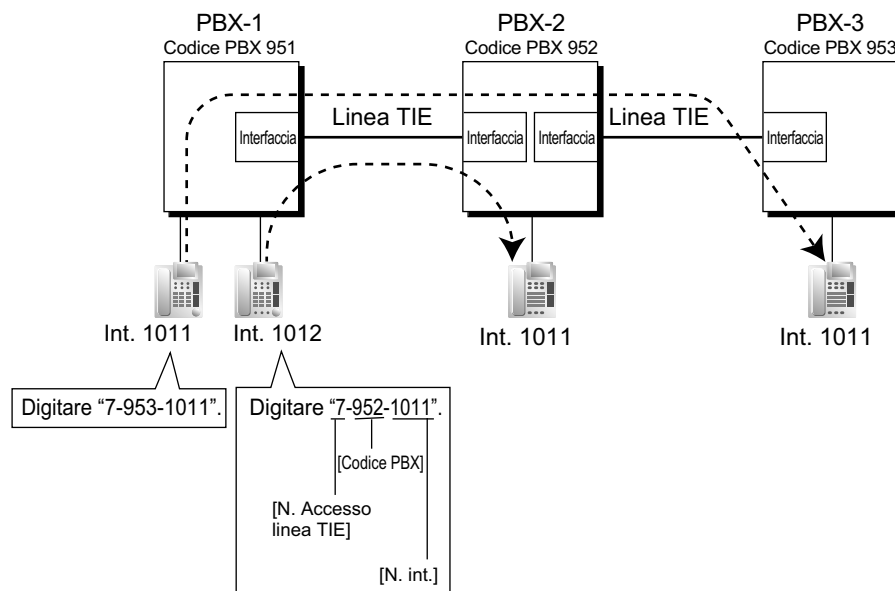 PBX-1
Codice PBX 951
PBX-2
Codice PBX 952
PBX-3
Codice PBX 953
Interfaccia
Linea TIE
Interfaccia
Interfaccia
Linea TIE
Interfaccia
Int. 1011
Int. 1012
Int. 1011
Int. 1011
Digitare “7-953-1011”.
Digitare “7-952-1011”.
[Codice PBX]
[N. Accesso
linea TIE]
[N. int.]